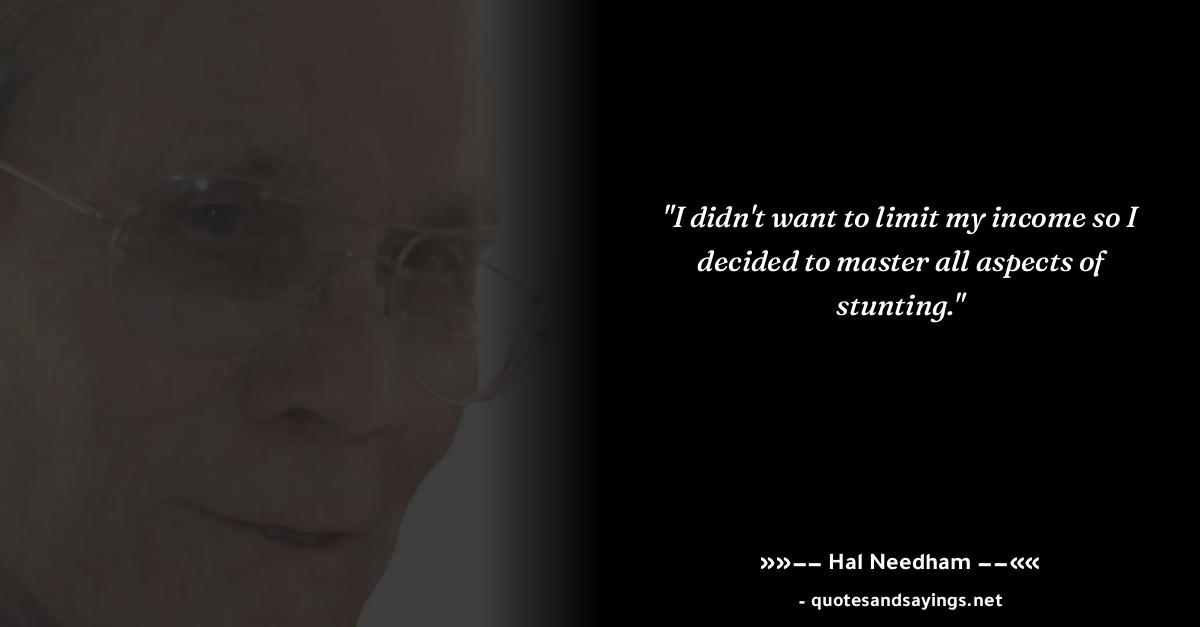 "I didn't want to limit my income so I
decided to master all aspects of
stunting."
»»–– Hal Needham ––««
- quotesandsayings.net